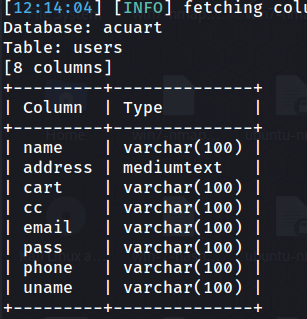 [12:14:04] [INFO] fetching colu
Database: acuart
Table: users
[8 columns]
+---------+--------------+
| Column  | Type         |
+---------+--------------+
| name    | varchar(100) |
| address | mediumtext   |
| cart    | varchar(100) |
| cc      | varchar(100) |
| email   | varchar(100) |
| pass    | varchar(100) |
| phone   | varchar(100) |
| uname   | varchar(100) |
+---------+--------------+